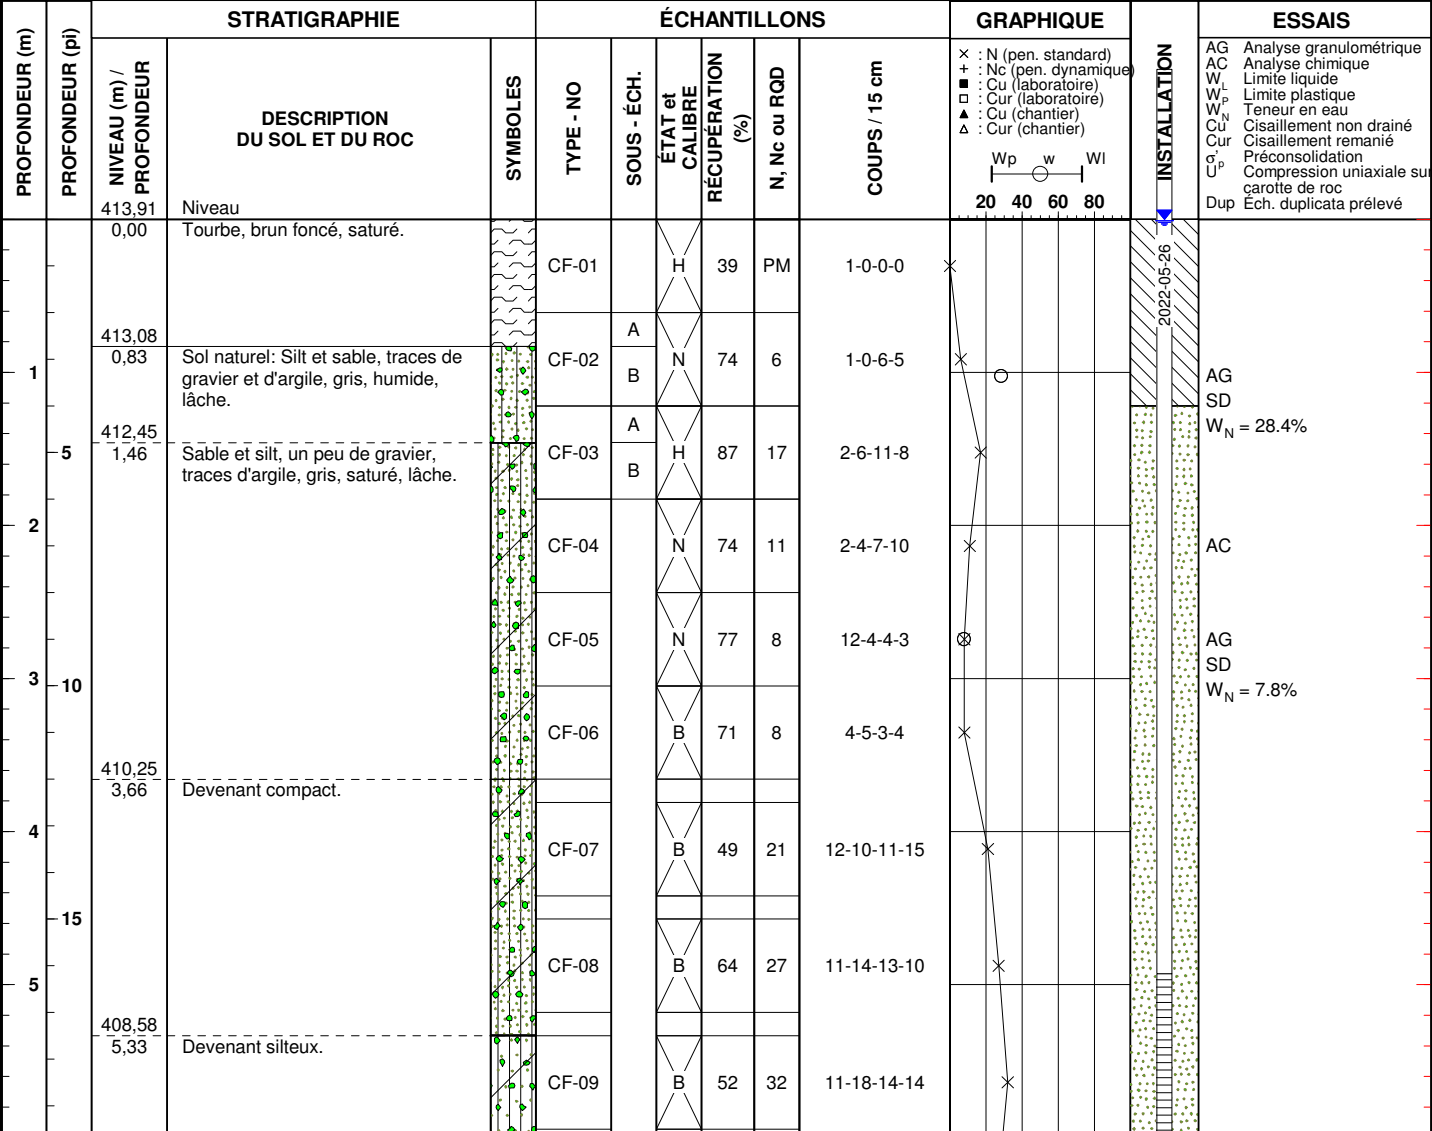 STRATIGRAPHIE
ÉCHANTILLONS
GRAPHIQUE
ESSAIS
PROFONDEUR (m)
PROFONDEUR (pi)
NIVEAU (m) /
PROFONDEUR
DESCRIPTION
DU SOL ET DU ROC
SYMBOLES
TYPE - NO
SOUS - ÉCH.
ÉTAT et
CALIBRE
RÉCUPÉRATION
(%)
N, Nc ou RQD
COUPS / 15 cm
× : N (pen. standard)
+ : Nc (pen. dynamique)
■ : Cu (laboratoire)
□ : Cur (laboratoire)
▲ : Cu (chantier)
△ : Cur (chantier)
Wp w Wl
20 40 60 80
INSTALLATION
AG Analyse granulométrique
AC Analyse chimique
W_L Limite liquide
W_P Limite plastique
W_N Teneur en eau
Cu Cisaillement non drainé
Cur Cisaillement remanié
σ'_p Préconsolidation
U Compression uniaxiale sur
carotte de roc
Dup Éch. duplicata prélevé
413,91 Niveau
0,00 Tourbe, brun foncé, saturé.
2022-05-26
CF-01 H 39 PM 1-0-0-0
413,08
A
0,83 Sol naturel: Silt et sable, traces de
gravier et d'argile, gris, humide,
lâche.
CF-02 N 74 6 1-0-6-5
B
1
AG
SD
W_N = 28.4%
412,45
A
1,46 Sable et silt, un peu de gravier,
traces d'argile, gris, saturé, lâche.
5
CF-03 H 87 17 2-6-11-8
B
2
CF-04 N 74 11 2-4-7-10
AC
CF-05 N 77 8 12-4-4-3
AG
SD
W_N = 7.8%
3
10
CF-06 B 71 8 4-5-3-4
410,25
3,66 Devenant compact.
4
CF-07 B 49 21 12-10-11-15
15
CF-08 B 64 27 11-14-13-10
5
408,58
5,33 Devenant silteux.
CF-09 B 52 32 11-18-14-14